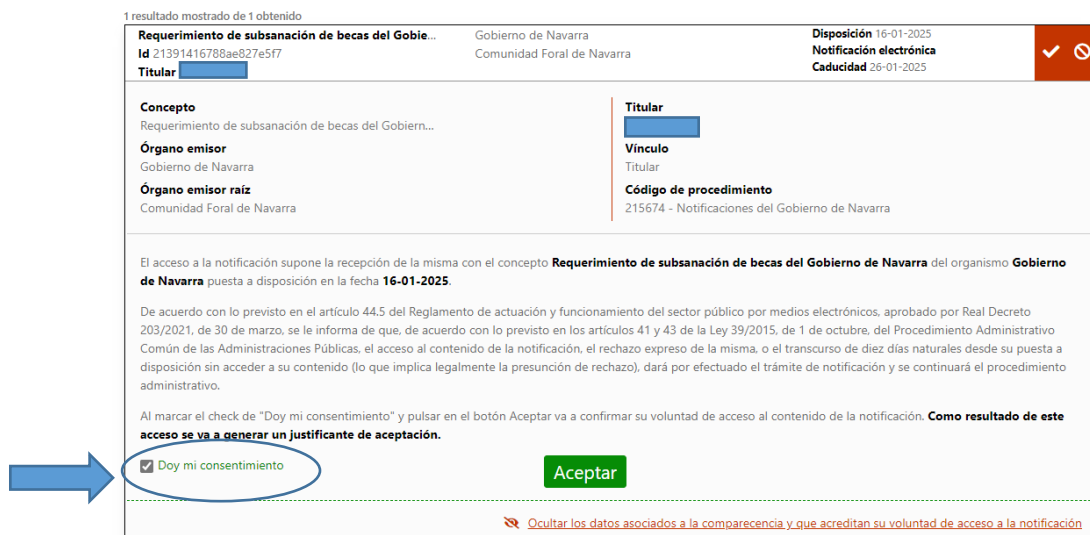 1 resultado mostrado de 1 obtenido
Requerimiento de subsanación de becas del Gobie...
Gobierno de Navarra
Disposición 16-01-2025
Id 21391416788ae827e5f7
Comunidad Foral de Navarra
Notificación electrónica
Titular
Caducidad 26-01-2025
Concepto
Requerimiento de subsanación de becas del Gobiern...
Órgano emisor
Gobierno de Navarra
Órgano emisor raíz
Comunidad Foral de Navarra
Titular
Vínculo
Titular
Código de procedimiento
215674 - Notificaciones del Gobierno de Navarra
El acceso a la notificación supone la recepción de la misma con el concepto Requerimiento de subsanación de becas del Gobierno de Navarra del organismo Gobierno
de Navarra puesta a disposición en la fecha 16-01-2025.
De acuerdo con lo previsto en el artículo 44.5 del Reglamento de actuación y funcionamiento del sector público por medios electrónicos, aprobado por Real Decreto
203/2021, de 30 de marzo, se le informa de que, de acuerdo con lo previsto en los artículos 41 y 43 de la Ley 39/2015, de 1 de octubre, del Procedimiento Administrativo
Común de las Administraciones Públicas, el acceso al contenido de la notificación, el rechazo expreso de la misma, o el transcurso de diez días naturales desde su puesta a
disposición sin acceder a su contenido (lo que implica legalmente la presunción de rechazo), dará por efectuado el trámite de notificación y se continuará el procedimiento
administrativo.
Al marcar el check de "Doy mi consentimiento" y pulsar en el botón Aceptar va a confirmar su voluntad de acceso al contenido de la notificación. Como resultado de este
acceso se va a generar un justificante de aceptación.
Doy mi consentimiento
Aceptar
Ocultar los datos asociados a la comparecencia y que acreditan su voluntad de acceso a la notificación